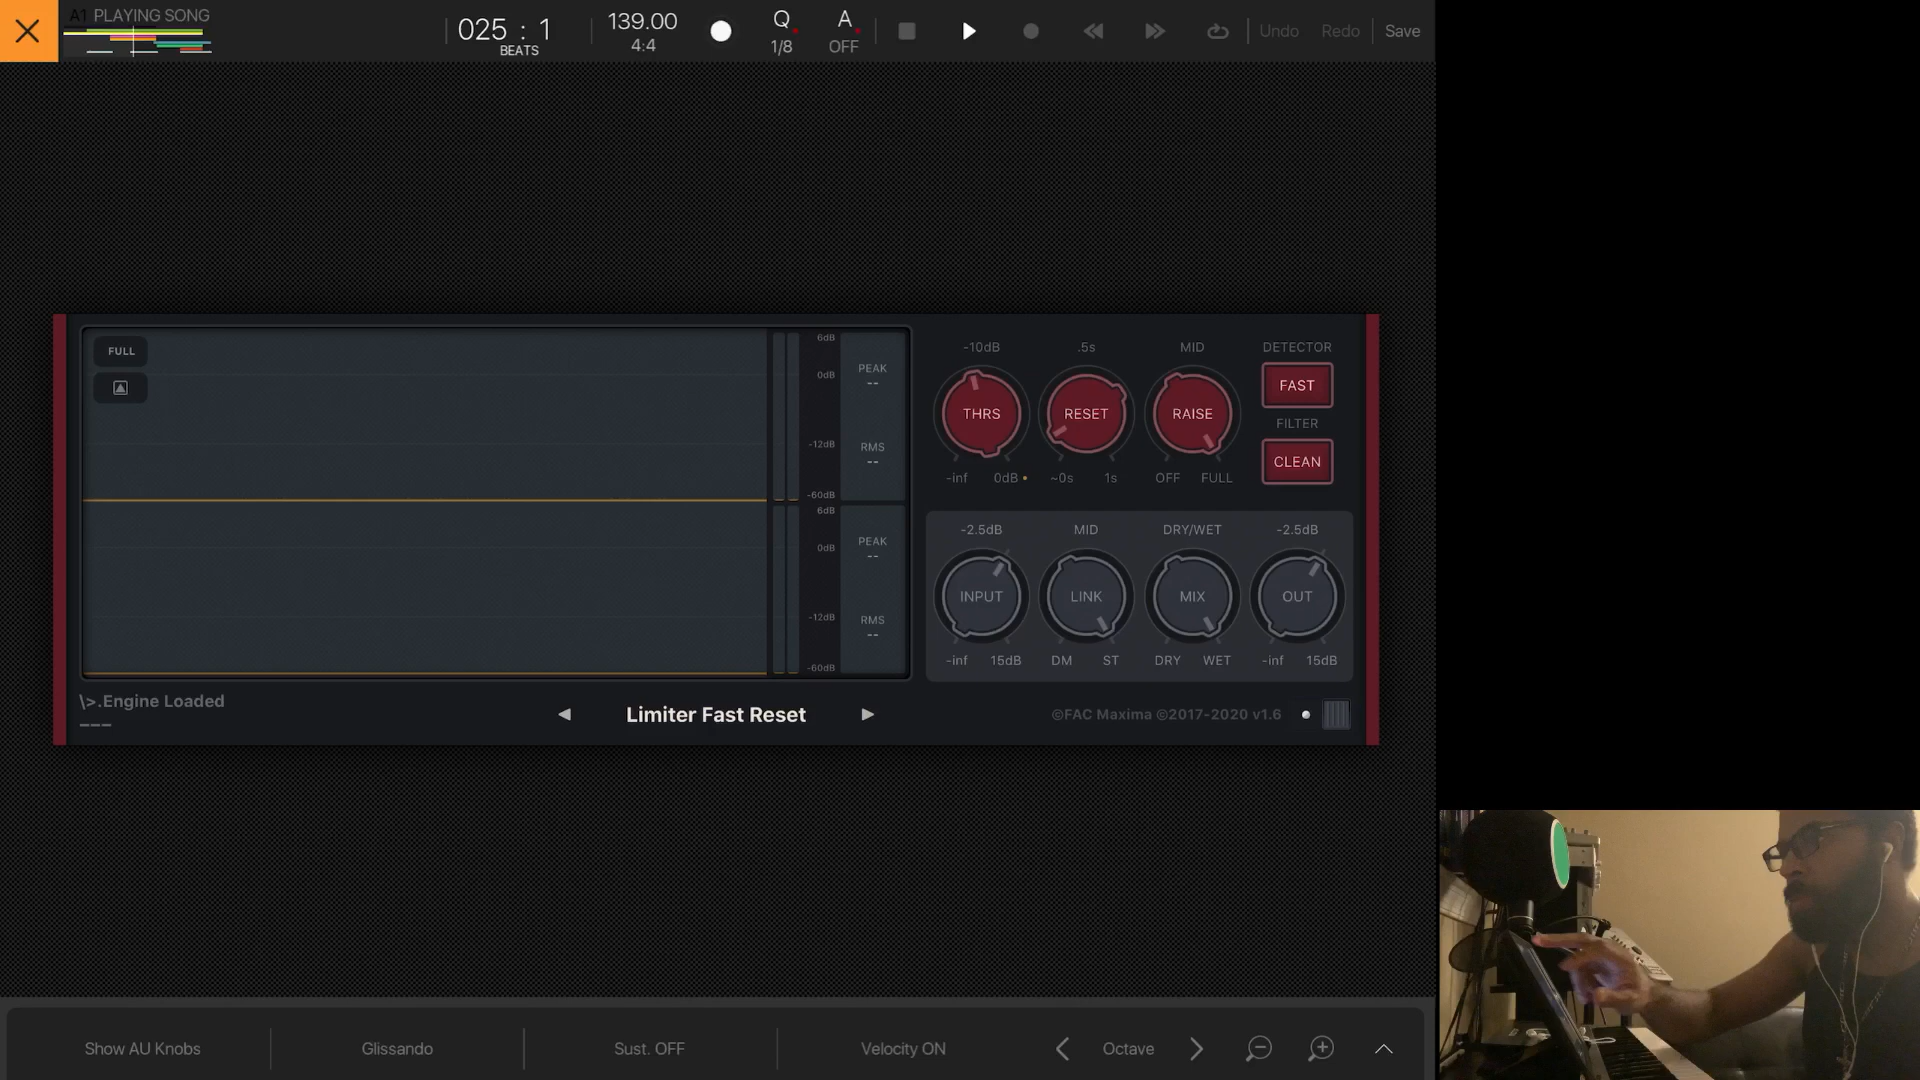 A1 PLAYING SONG
025 : 1
BEATS
139.00
4:4
Q
1/8
A
OFF
Undo
Redo
Save
FULL
6dB
0dB
-12dB
-60dB
PEAK
--
RMS
--
6dB
0dB
-12dB
-60dB
PEAK
--
RMS
--
-10dB
.5s
MID
DETECTOR
THRS
RESET
RAISE
FAST
FILTER
CLEAN
-inf 0dB
~0s 1s
OFF FULL
-2.5dB
MID
DRY/WET
-2.5dB
INPUT
LINK
MIX
OUT
-inf 15dB
DM ST
DRY WET
-inf 15dB
\>.Engine Loaded
---
Limiter Fast Reset
©FAC Maxima ©2017-2020 v1.6
Show AU Knobs
Glissando
Sust. OFF
Velocity ON
Octave